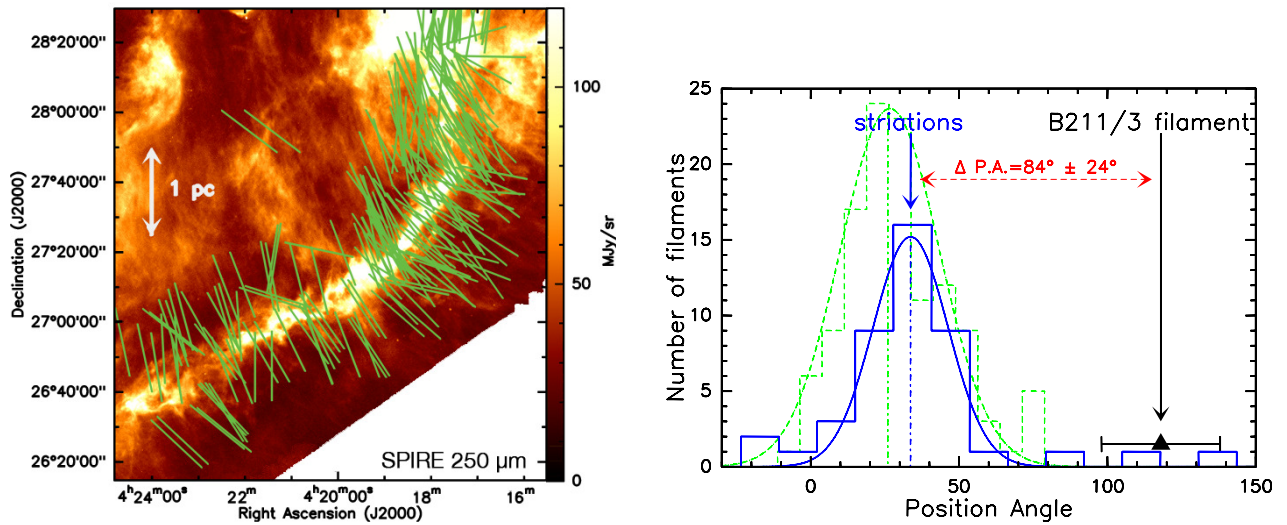 28°20'00"
28°00'00"
27°40'00"
27°20'00"
27°00'00"
26°40'00"
26°20'00"
Declination (J2000)
1 pc
SPIRE 250 µm
4h24m00s
22m
4h20m00s
18m
16m
Right Ascension (J2000)
100
50
0
MJy/sr
25
20
15
10
5
0
Number of filaments
striations
B211/3 filament
Δ P.A.=84° ± 24°
0
50
100
150
Position Angle